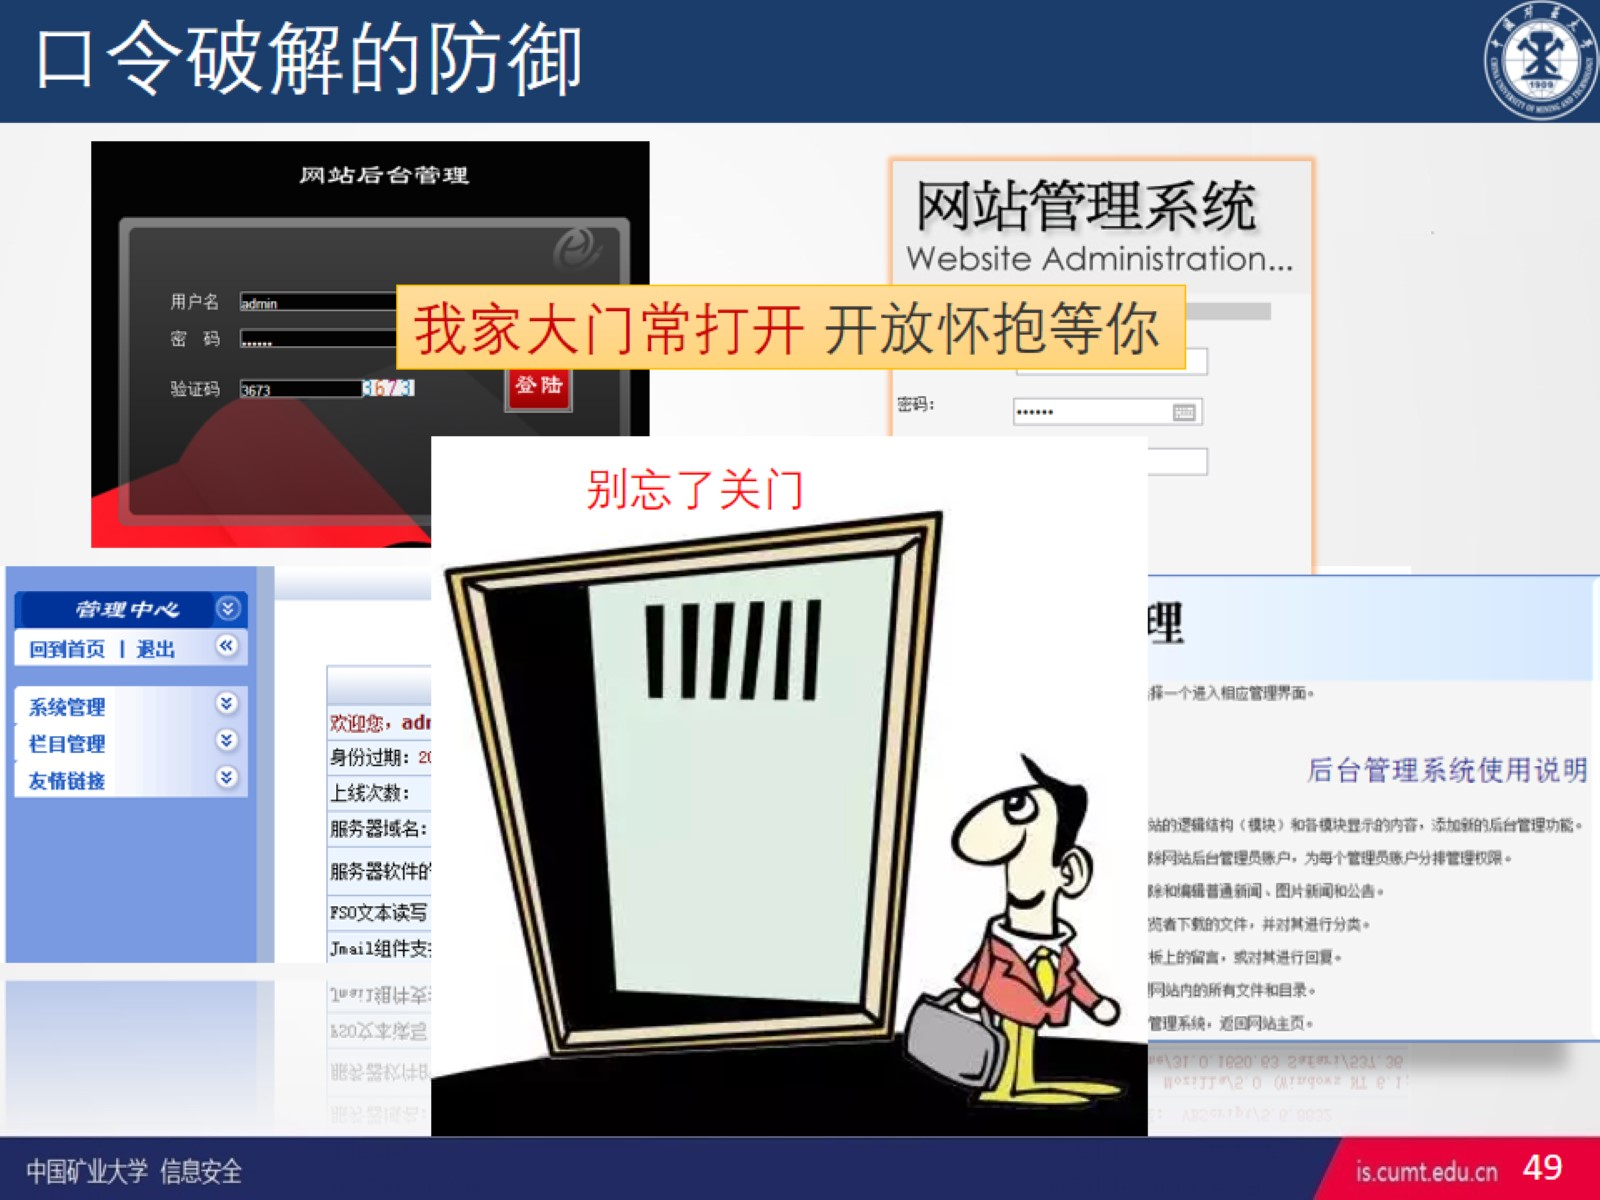 口令破解的防御
CHINA UNIVERSITY OF MINING AND TECHNOLOGY
1909
网站后台管理
用户名 admin
密 码 ••••••
验证码 3673 3673
登陆
网站管理系统
Website Administration...
我家大门常打开 开放怀抱等你
密码: ••••••
别忘了关门
管理中心
回到首页 | 退出
系统管理
栏目管理
友情链接
欢迎您，adm
身份过期：20
上线次数：
服务器域名：
服务器软件的
FSO文本读写
Jmail组件支
理
择一个进入相应管理界面。
后台管理系统使用说明
站的逻辑结构（模块）和各模块显示的内容，添加新的后台管理功能。
除网站后台管理员账户，为每个管理员账户分排管理权限。
除和编辑普通新闻、图片新闻和公告。
览者下载的文件，并对其进行分类。
板上的留言，或对其进行回复。
网站内的所有文件和目录。
管理系统，返回网站主页。
中国矿业大学 信息安全
is.cumt.edu.cn 49